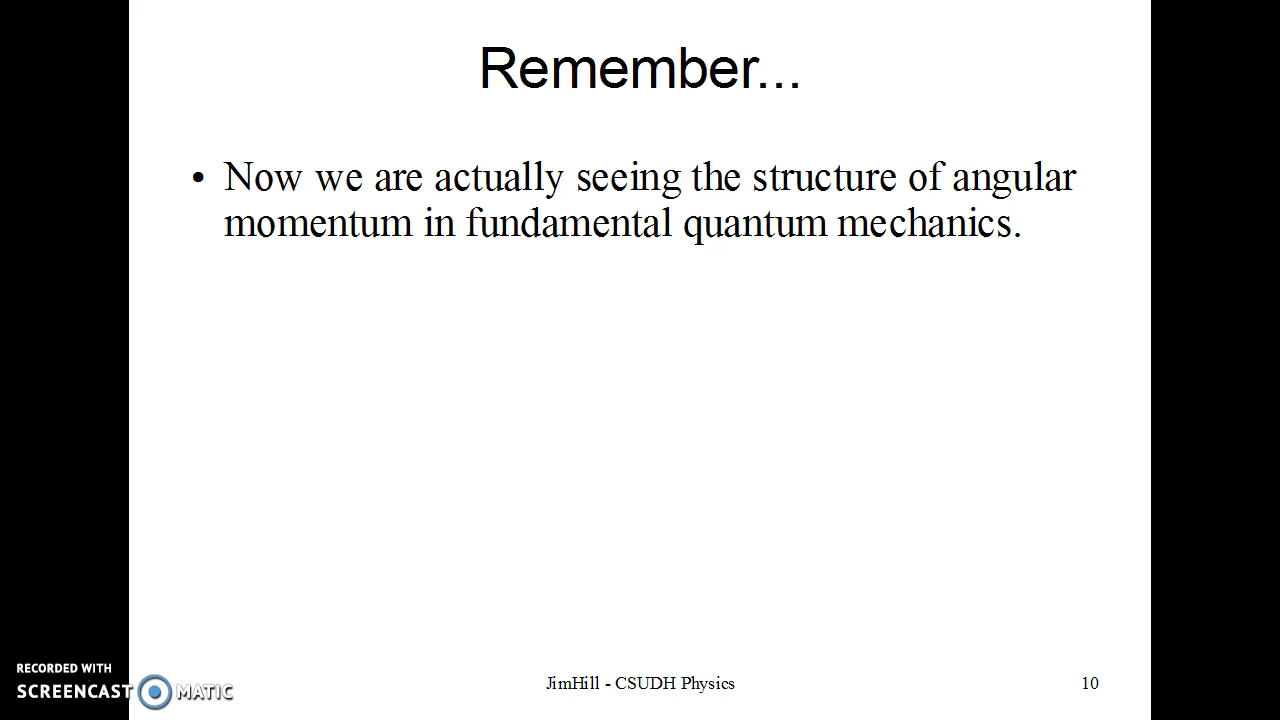 Remember...
• Now we are actually seeing the structure of angular
momentum in fundamental quantum mechanics.
RECORDED WITH
SCREENCAST MATIC
JimHill - CSUDH Physics
10